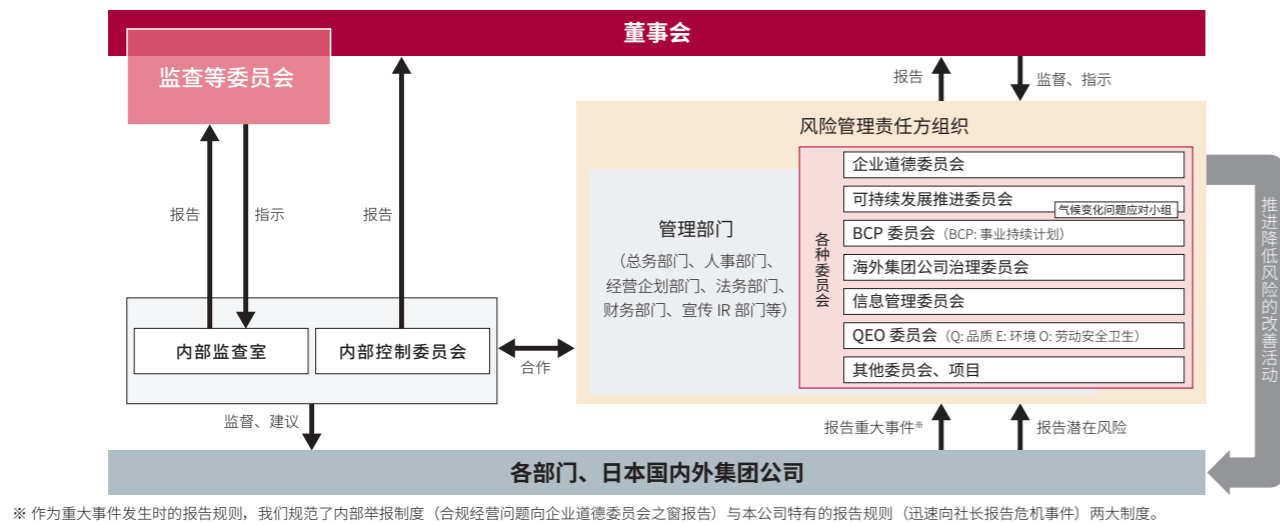 董事会
监查等委员会
报告
监督、指示
风险管理责任方组织
企业道德委员会
可持续发展推进委员会
气候变化问题应对小组
BCP 委员会（BCP: 事业持续计划）
海外集团公司治理委员会
信息管理委员会
QEO 委员会（Q: 品质 E: 环境 O: 劳动安全卫生）
其他委员会、项目
各种委员会
管理部门
（总务部门、人事部门、
经营企划部门、法务部门、
财务部门、宣传 IR 部门等）
推进降低风险的改善活动
报告
指示
报告
内部监查室
内部控制委员会
合作
监督、建议
报告重大事件※
报告潜在风险
各部门、日本国内外集团公司
※ 作为重大事件发生时的报告规则，我们规范了内部举报制度（合规经营问题向企业道德委员会之窗报告）与本公司特有的报告规则（迅速向社长报告危机事件）两大制度。